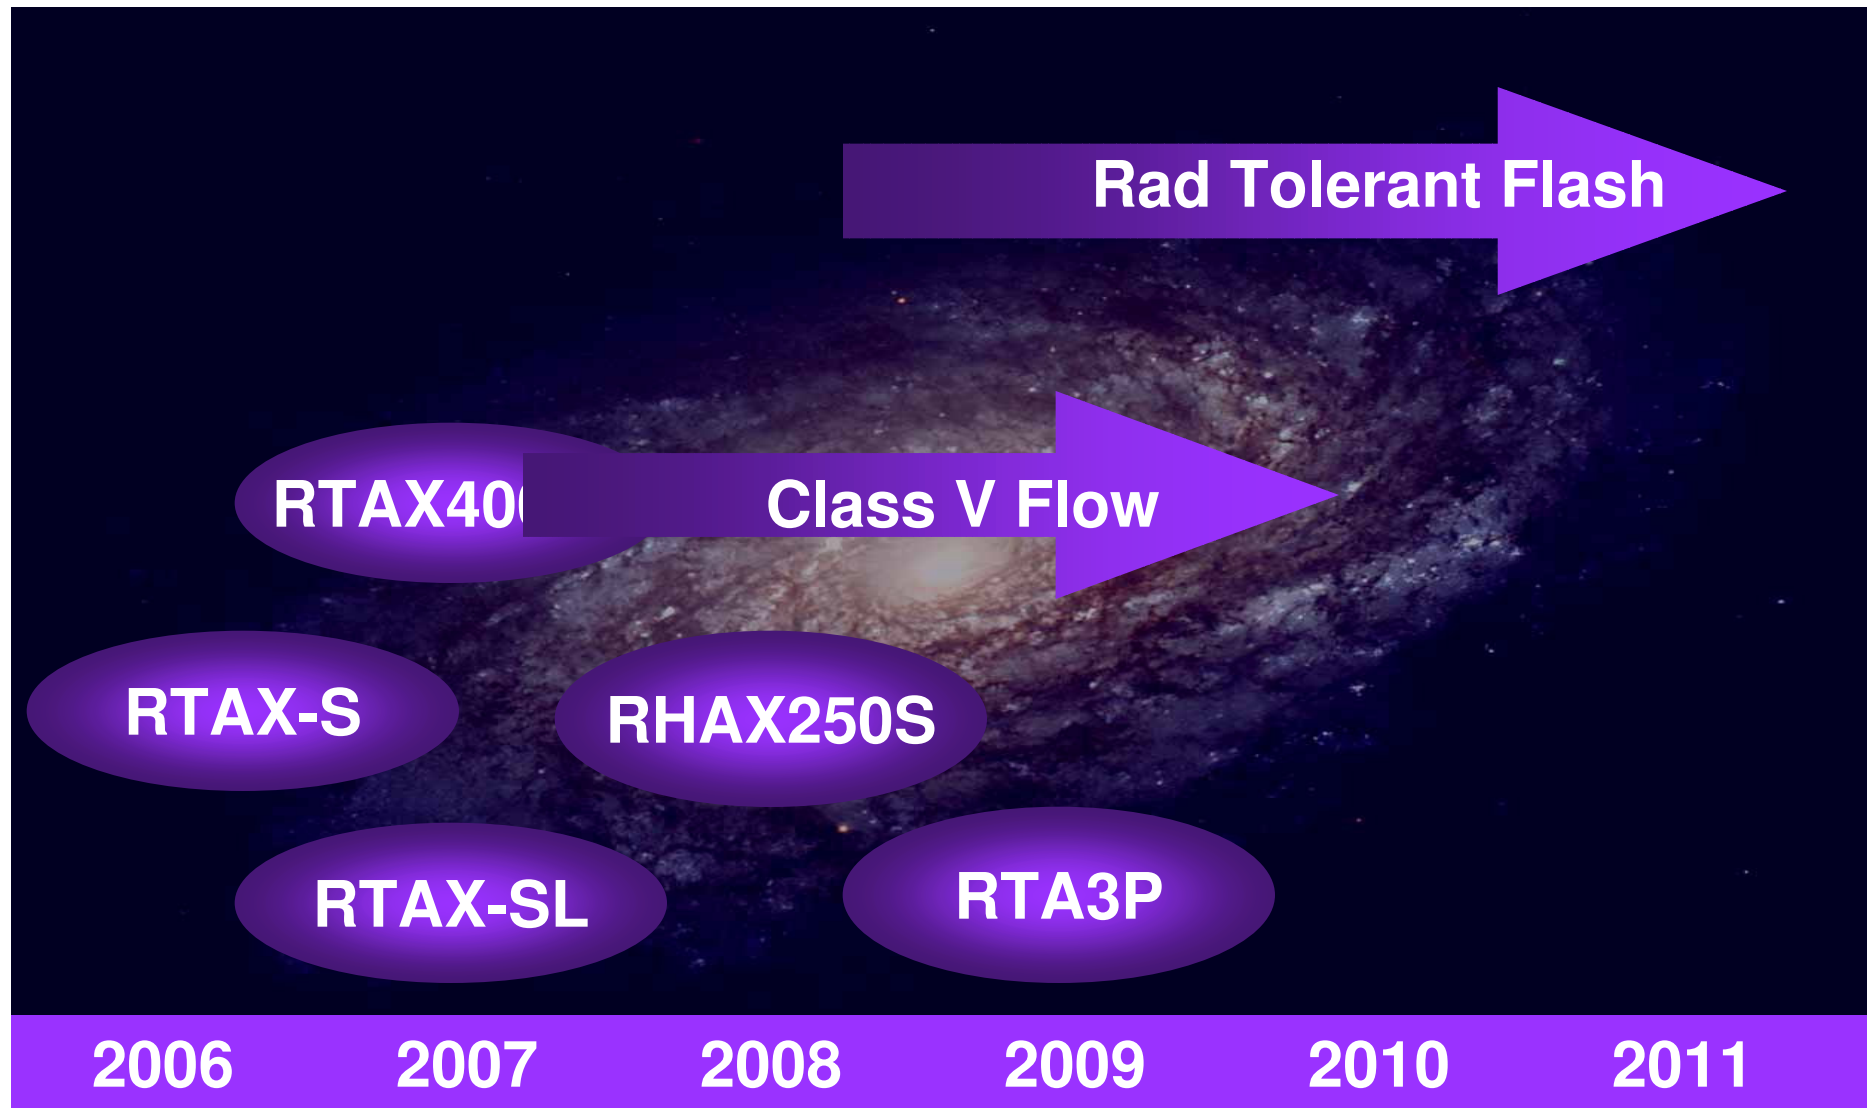 Rad Tolerant Flash
Class V Flow
RTAX-S
RHAX250S
RTAX-SL
RTA3P
2006 2007 2008 2009 2010 2011